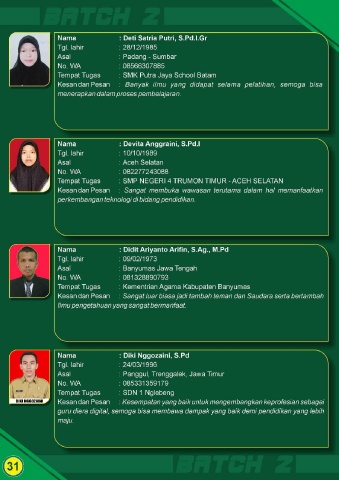 BATCH 2
Nama : Deti Satria Putri, S.Pd.I.Gr
Tgl. lahir : 28/12/1985
Asal : Padang - Sumbar
No. WA : 08566307885
Tempat Tugas : SMK Putra Jaya School Batam
Kesan dan Pesan : Banyak ilmu yang didapat selama pelatihan, semoga bisa
menerapkan dalam proses pembelajaran.
Nama : Devita Anggraini, S.Pd.I
Tgl. lahir : 10/10/1989
Asal : Aceh Selatan
No. WA : 082277243088
Tempat Tugas : SMP NEGERI 4 TRUMON TIMUR - ACEH SELATAN
Kesan dan Pesan : Sangat membuka wawasan terutama dalam hal memanfaatkan
perkembangan teknologi di bidang pendidikan.
Nama : Didit Ariyanto Arifin, S.Ag., M.Pd
Tgl. lahir : 09/02/1973
Asal : Banyumas Jawa Tengah
No. WA : 081328890793
Tempat Tugas : Kementrian Agama Kabupaten Banyumas
Kesan dan Pesan : Sangat luar biasa jadi tambah teman dan Saudara serta bertambah
ilmu pengetahuan yang sangat bermanfaat.
Nama : Diki Nggozaini, S.Pd
Tgl. lahir : 24/03/1995
Asal : Panggul, Trenggalek, Jawa Timur
No. WA : 085331359179
Tempat Tugas : SDN 1 Nglebeng
Kesan dan Pesan : Kesempatan yang baik untuk mengembangkan keprofesian sebagai
guru diera digital, semoga bisa membawa dampak yang baik demi pendidikan yang lebih
maju.
31
BATCH 2